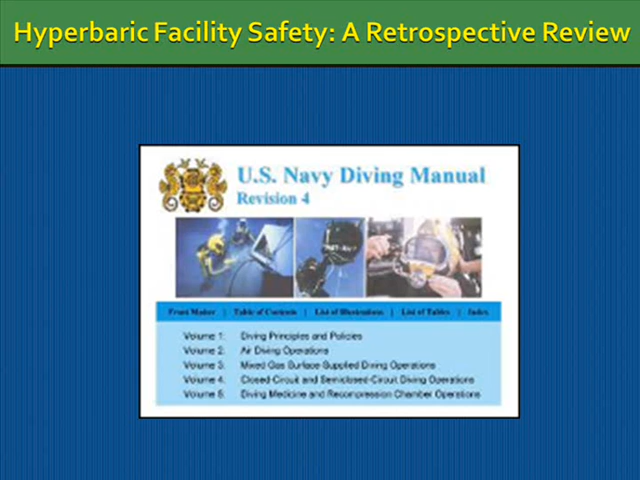 Hyperbaric Facility Safety: A Retrospective Review
U.S. Navy Diving Manual
Revision 4
Front Matter | Table of Contents | List of Illustrations | List of Tables | Index
Volume 1: Diving Principles and Policies
Volume 2: Air Diving Operations
Volume 3: Mixed Gas Surface-Supplied Diving Operations
Volume 4: Closed-Circuit and Semiclosed-Circuit Diving Operations
Volume 5: Diving Medicine and Recompression Chamber Operations